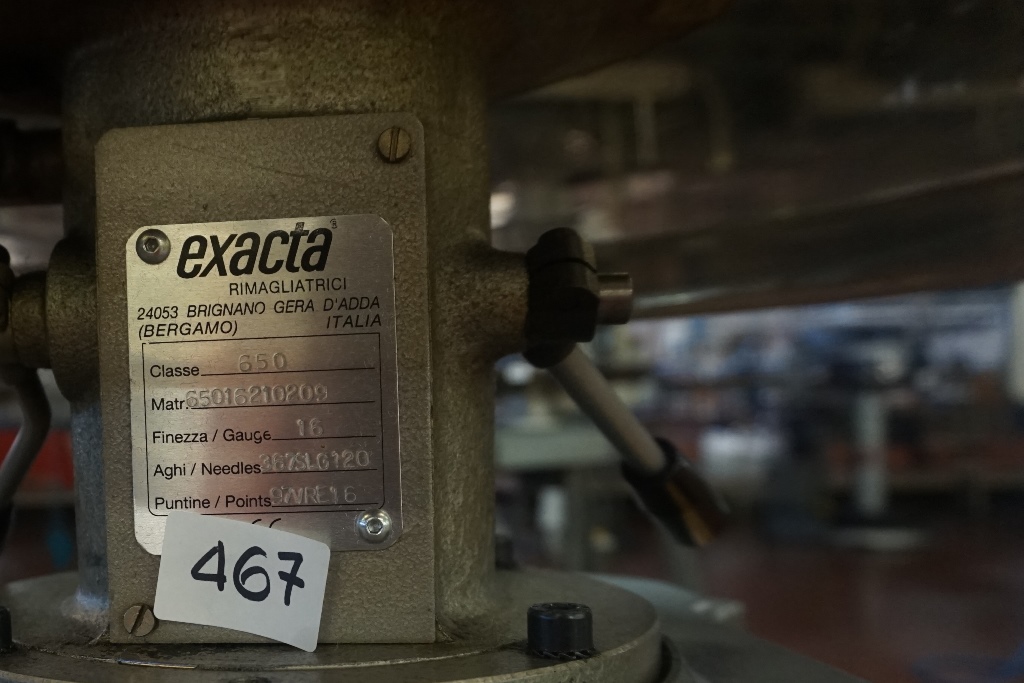 exacta
RIMAGLIATRICI
24053 BRIGNANO GERA D'ADDA
(BERGAMO) ITALIA
Classe 650
Matr. 65016210209
Finezza / Gauge 16
Aghi / Needles
Puntine / Points
467